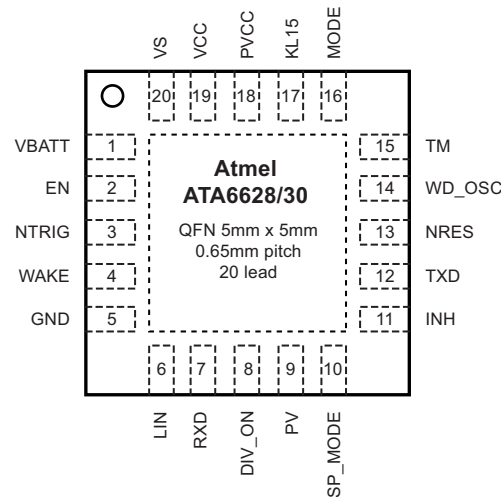 VS
VCC
PVCC
KL15
MODE
20
19
18
17
16
VBATT 1
EN 2
NTRIG 3
WAKE 4
GND 5
Atmel
ATA6628/30
QFN 5mm x 5mm
0.65mm pitch
20 lead
15 TM
14 WD_OSC
13 NRES
12 TXD
11 INH
6
7
8
9
10
LIN
RXD
DIV_ON
PV
SP_MODE